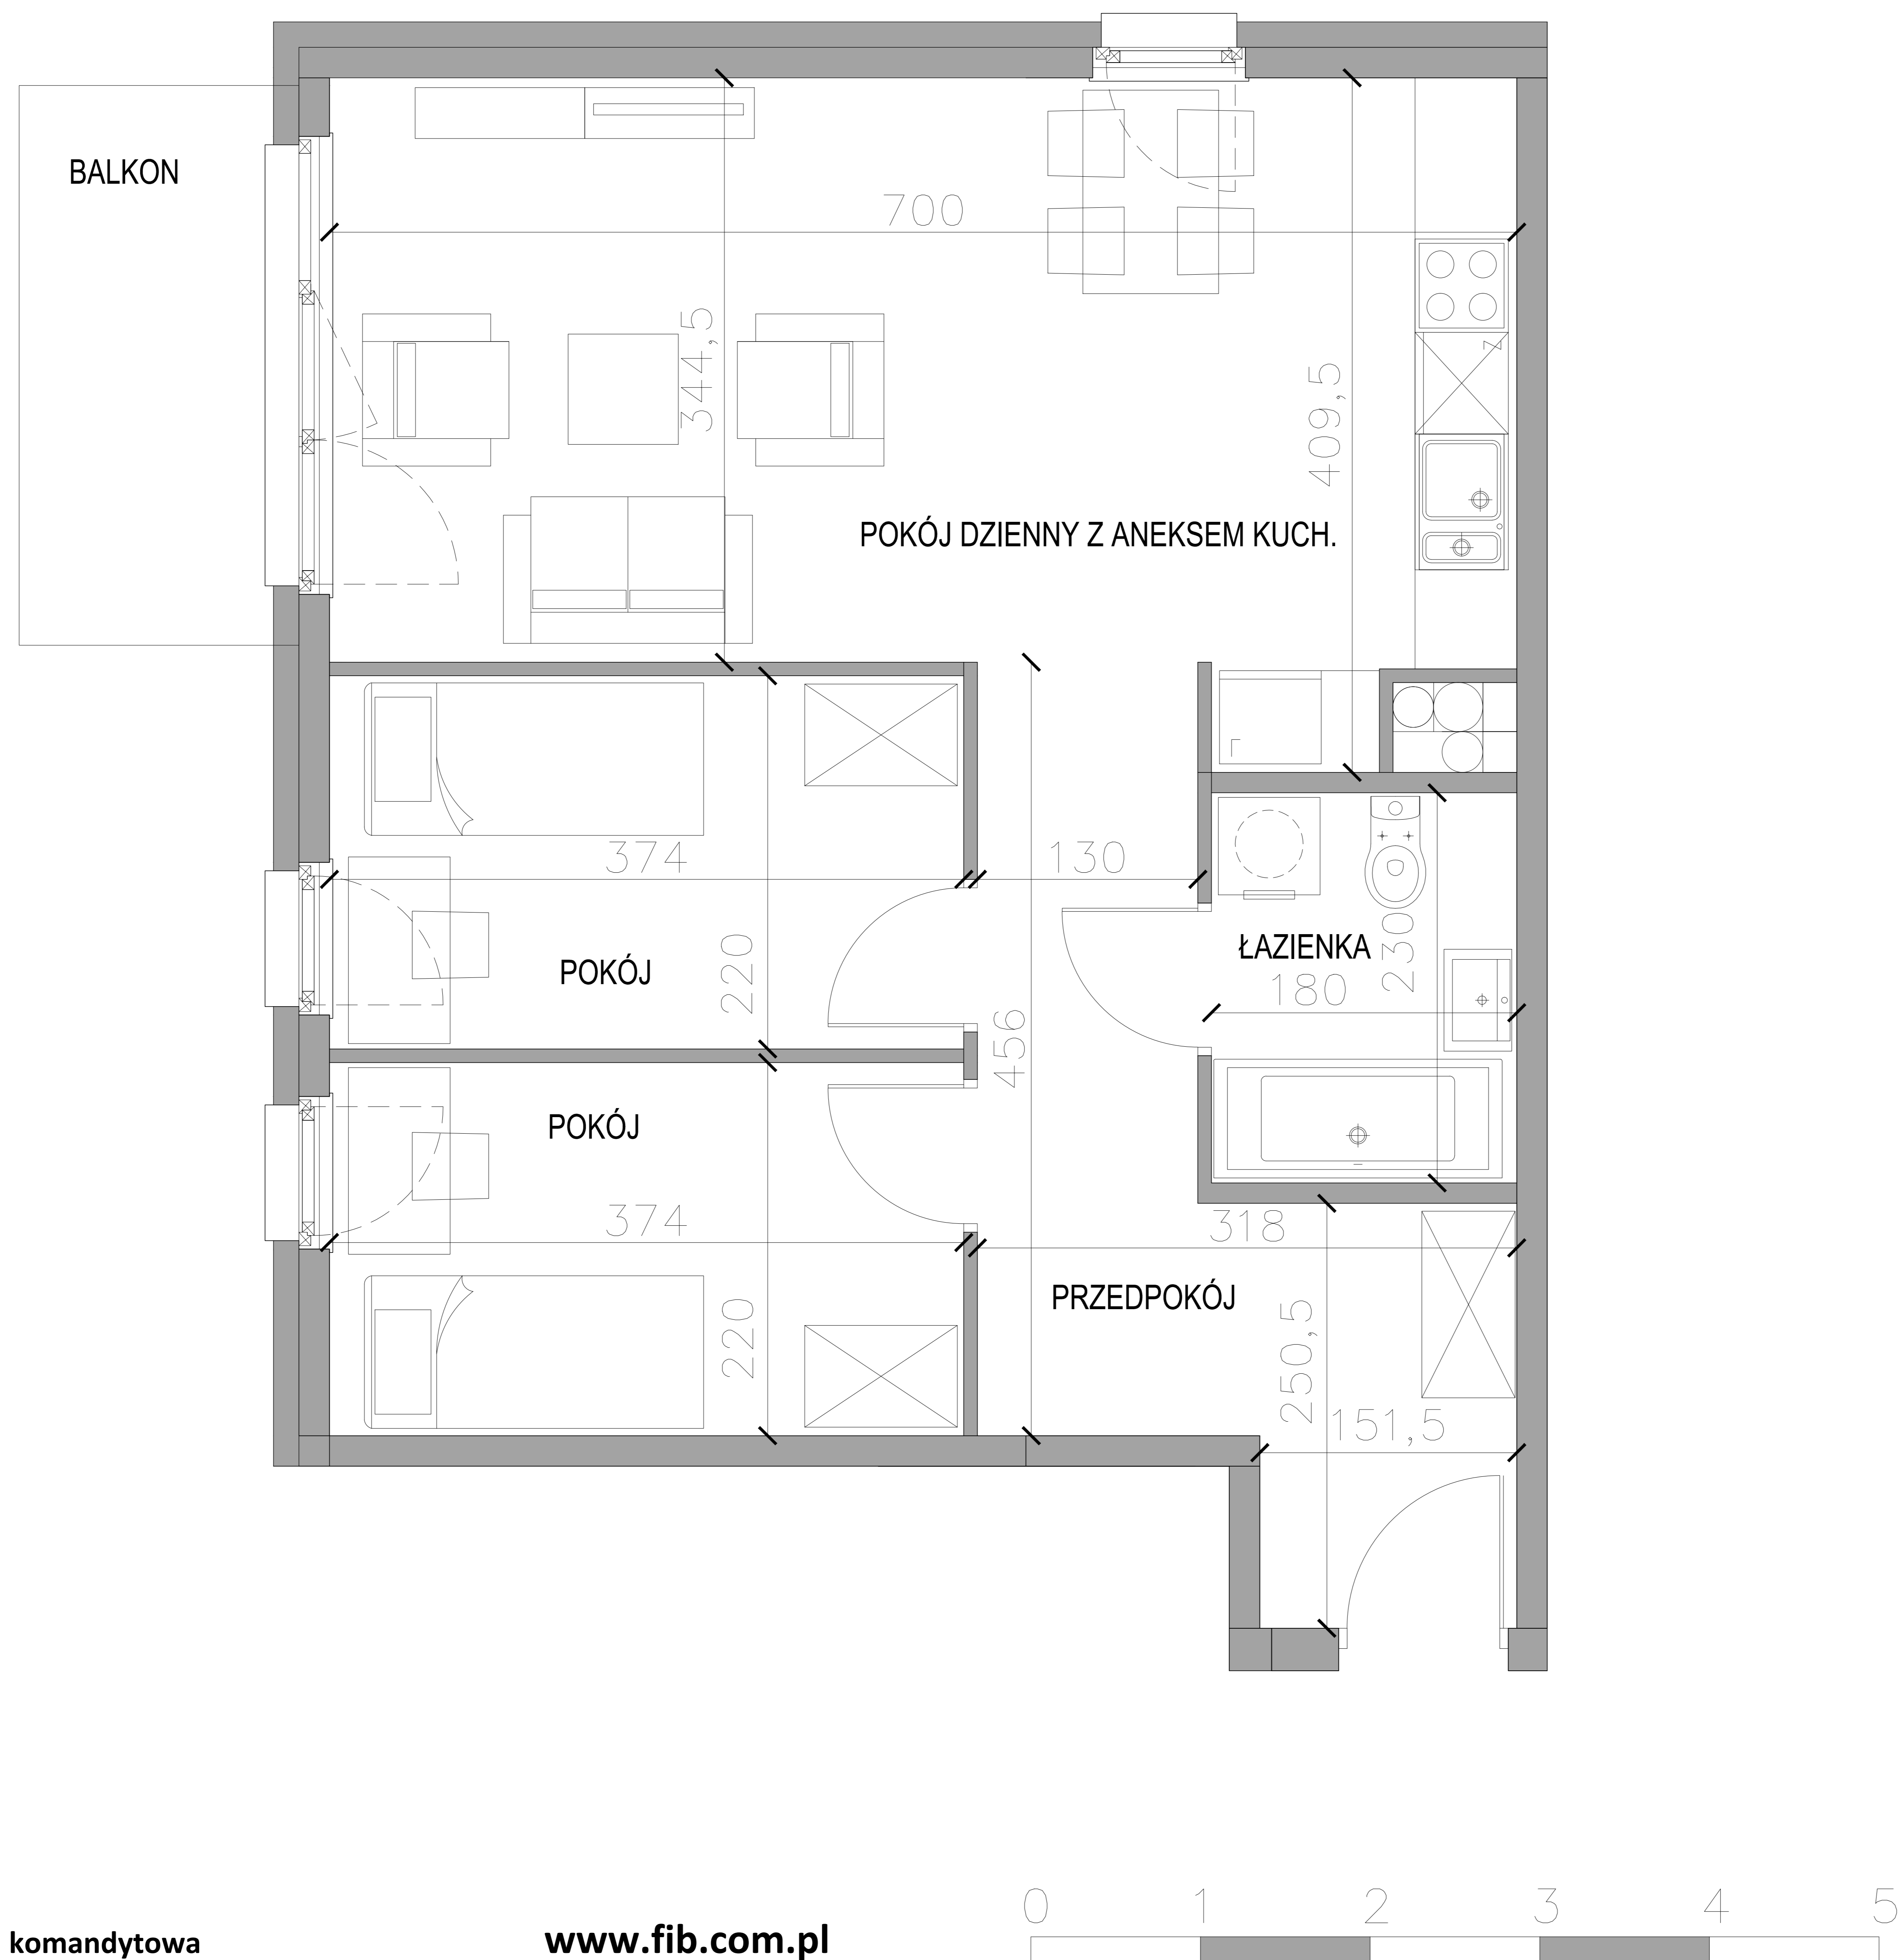 BALKON
700
344,5
409,5
POKÓJ DZIENNY Z ANEKSEM KUCH.
374
130
220
POKÓJ
ŁAZIENKA
230
180
456
POKÓJ
374
318
220
PRZEDPOKÓJ
250,5
151,5
0 1 2 3 4 5
komandytowa
www.fib.com.pl